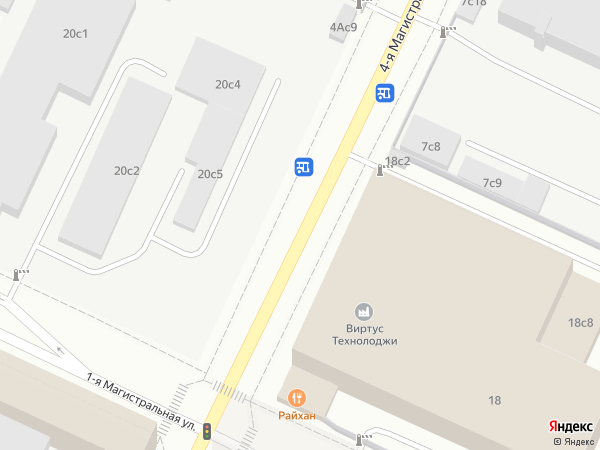 7с18
4Ас9
20с1
4-я Магистра
20с4
7с8
18с2
20с2
20с5
7с9
Виртус
Технолоджи
18с8
1-я Магистральная ул.
18
Райхан
Яндекс
© Яндекс